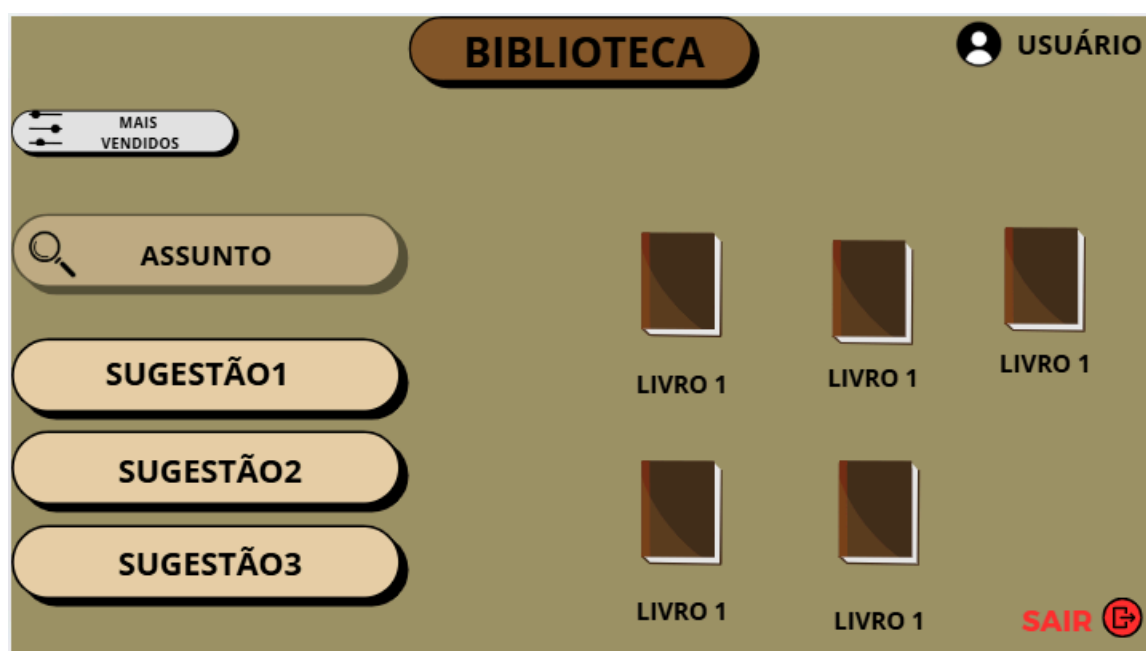 BIBLIOTECA
USUÁRIO
MAIS
VENDIDOS
ASSUNTO
SUGESTÃO1
SUGESTÃO2
SUGESTÃO3
LIVRO 1
LIVRO 1
LIVRO 1
LIVRO 1
LIVRO 1
SAIR